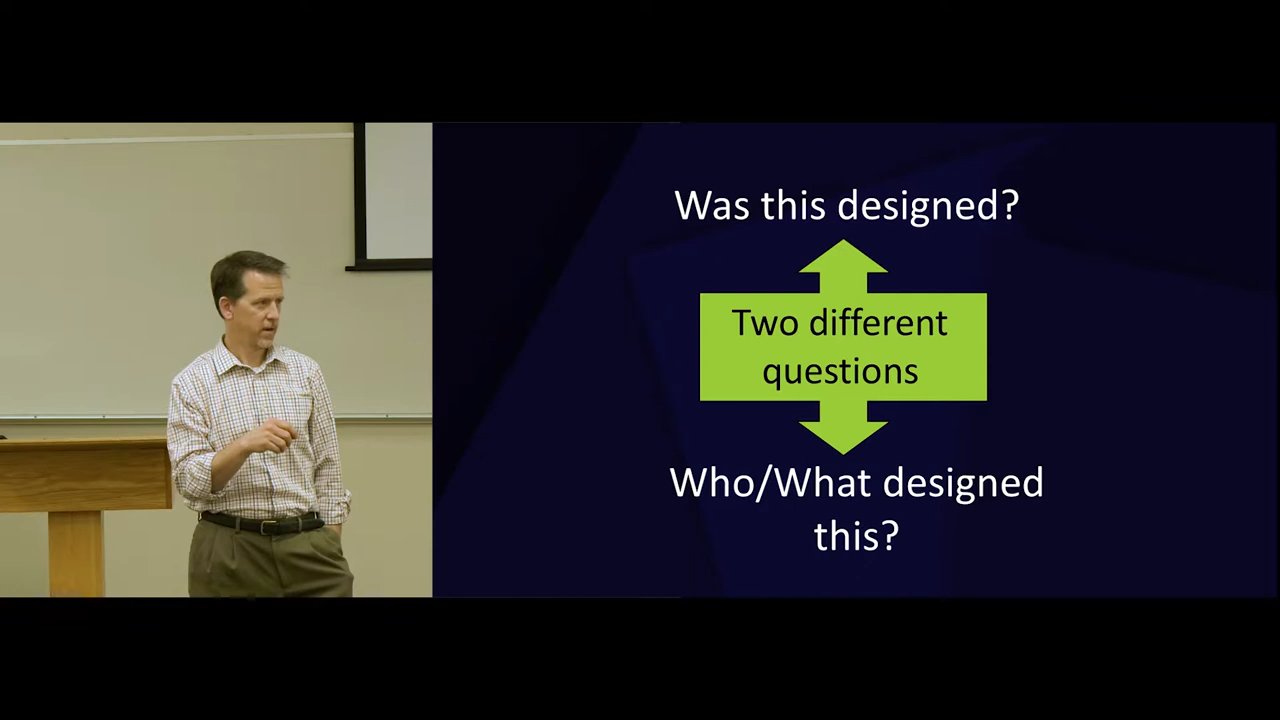 Was this designed?
Two different
questions
Who/What designed
this?